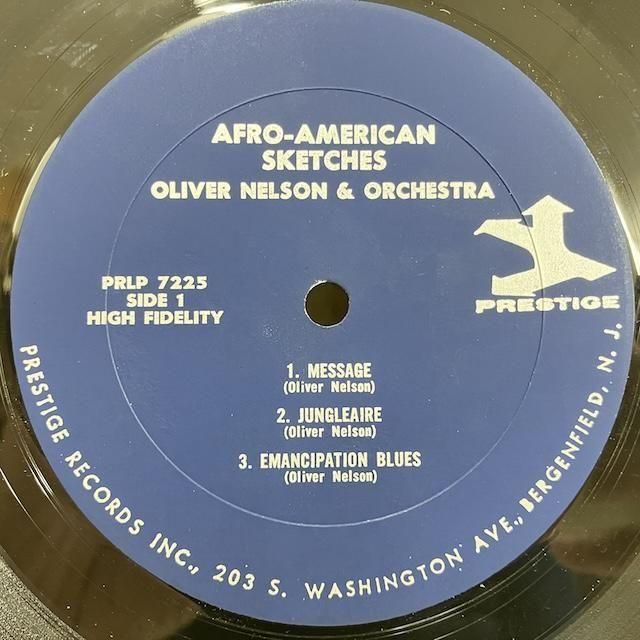 AFRO-AMERICAN
SKETCHES
OLIVER NELSON & ORCHESTRA
PRLP 7225
SIDE 1
HIGH FIDELITY
PRESTIGE
1. MESSAGE
(Oliver Nelson)
2. JUNGLEAIRE
(Oliver Nelson)
3. EMANCIPATION BLUES
(Oliver Nelson)
PRESTIGE RECORDS INC., 203 S. WASHINGTON AVE., BERGENFIELD, N. J.